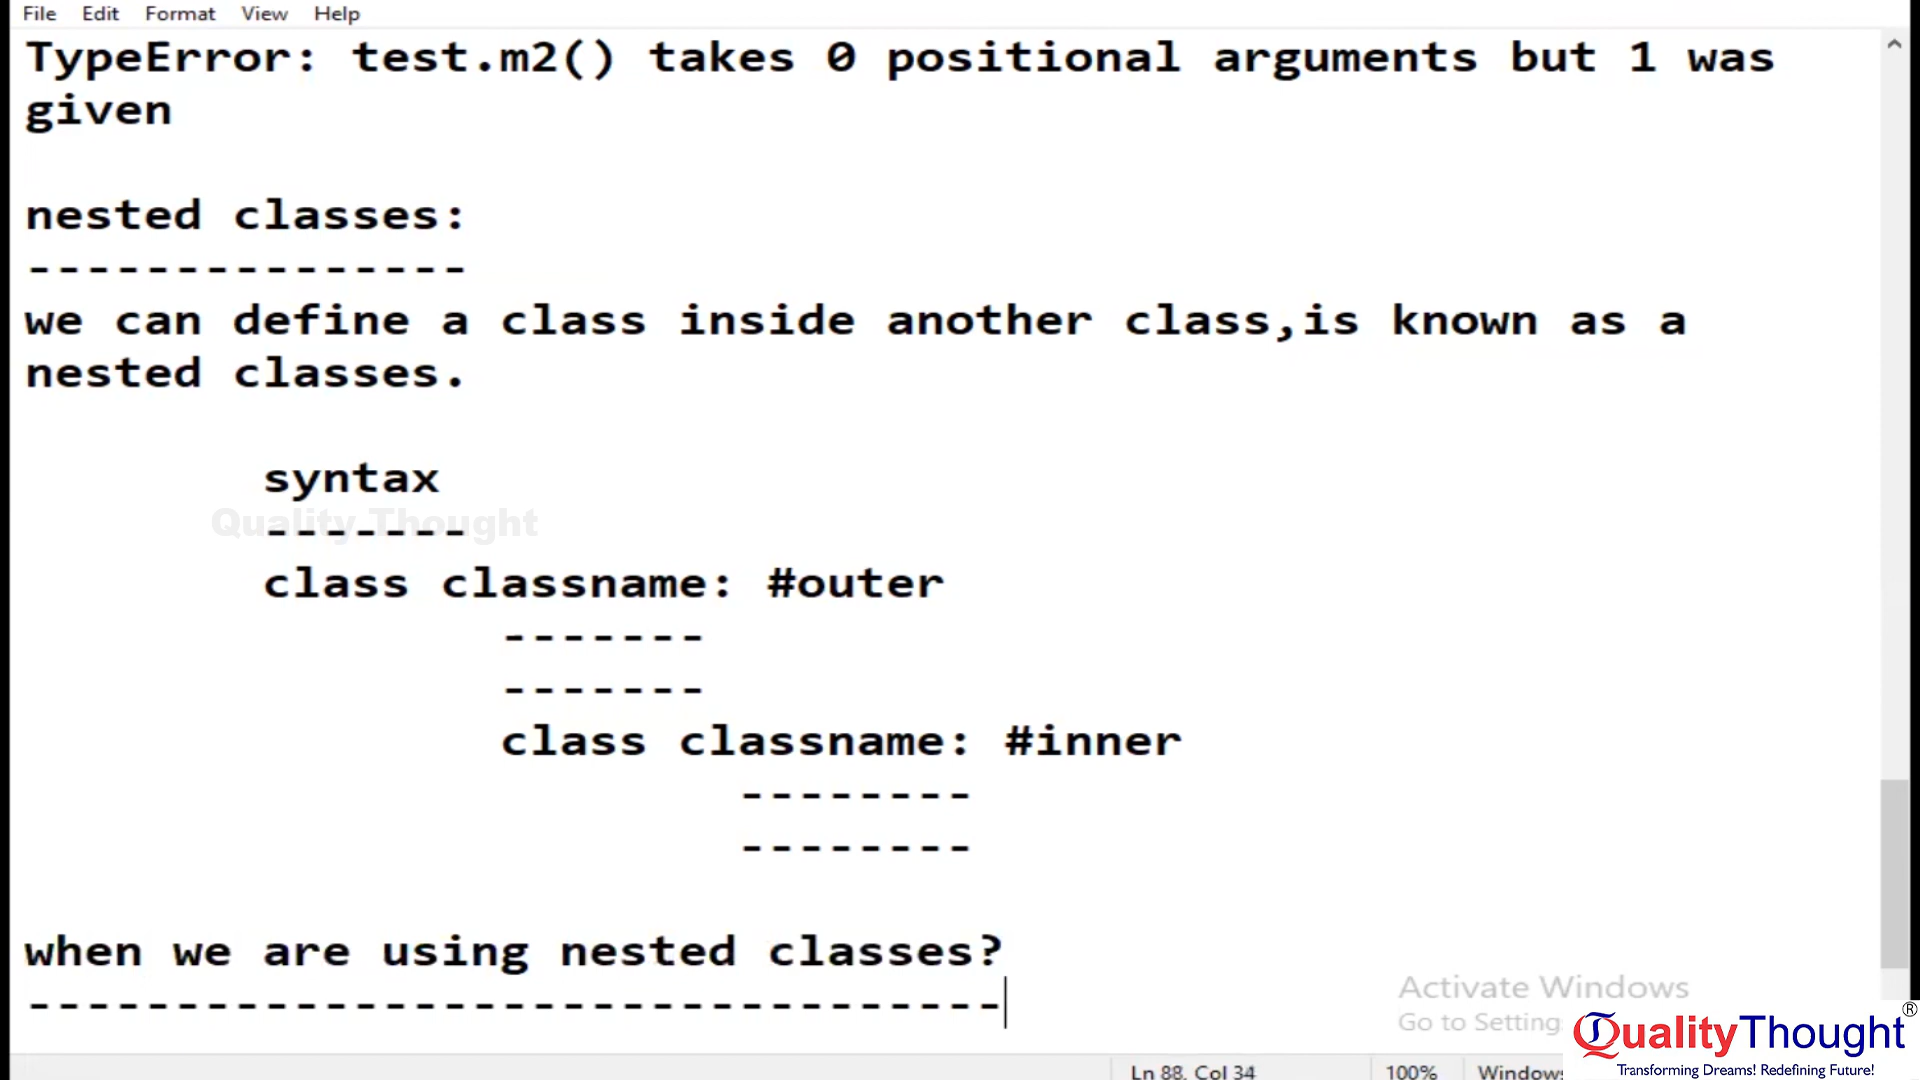 File Edit Format View Help
TypeError: test.m2() takes 0 positional arguments but 1 was
given
nested classes:
---------------
we can define a class inside another class,is known as a
nested classes.
syntax
Quality Thought
-------
class classname: #outer
-------
-------
class classname: #inner
--------
--------
when we are using nested classes?
---------------------------------
Activate Windows
Go to Setting
QualityThought®
Transforming Dreams! Redefining Future!
Ln 88, Col 34 100% Windows